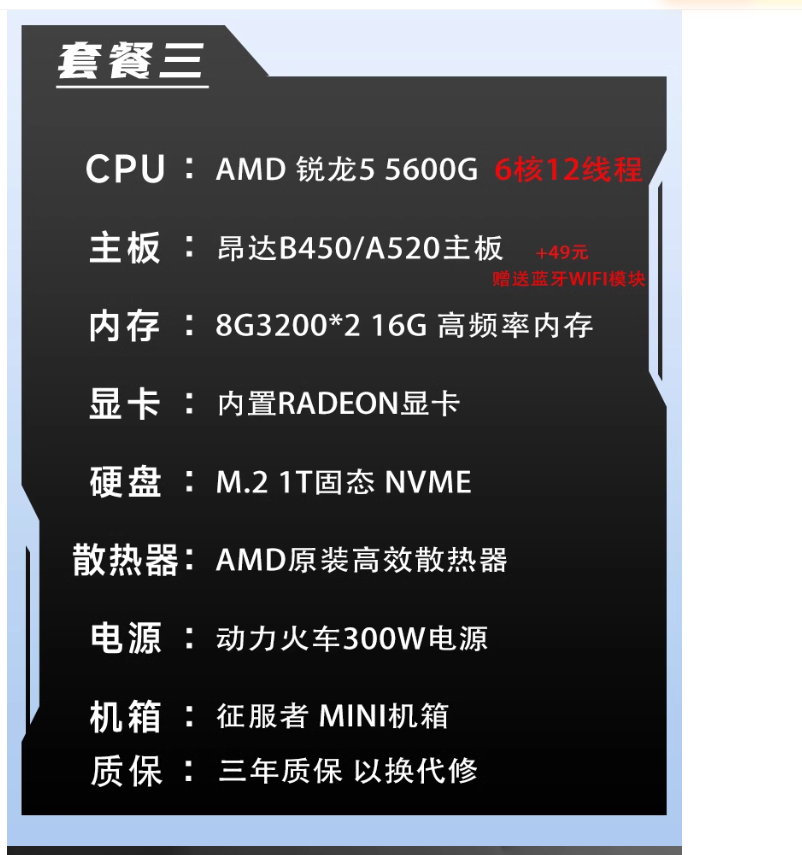 套餐三
CPU : AMD 锐龙5 5600G 6核12线程
主板 : 昂达B450/A520主板 +49元
赠送蓝牙WIFI模块
内存 : 8G3200*2 16G 高频率内存
显卡 : 内置RADEON显卡
硬盘 : M.2 1T固态 NVME
散热器: AMD原装高效散热器
电源 : 动力火车300W电源
机箱 : 征服者 MINI机箱
质保 : 三年质保 以换代修